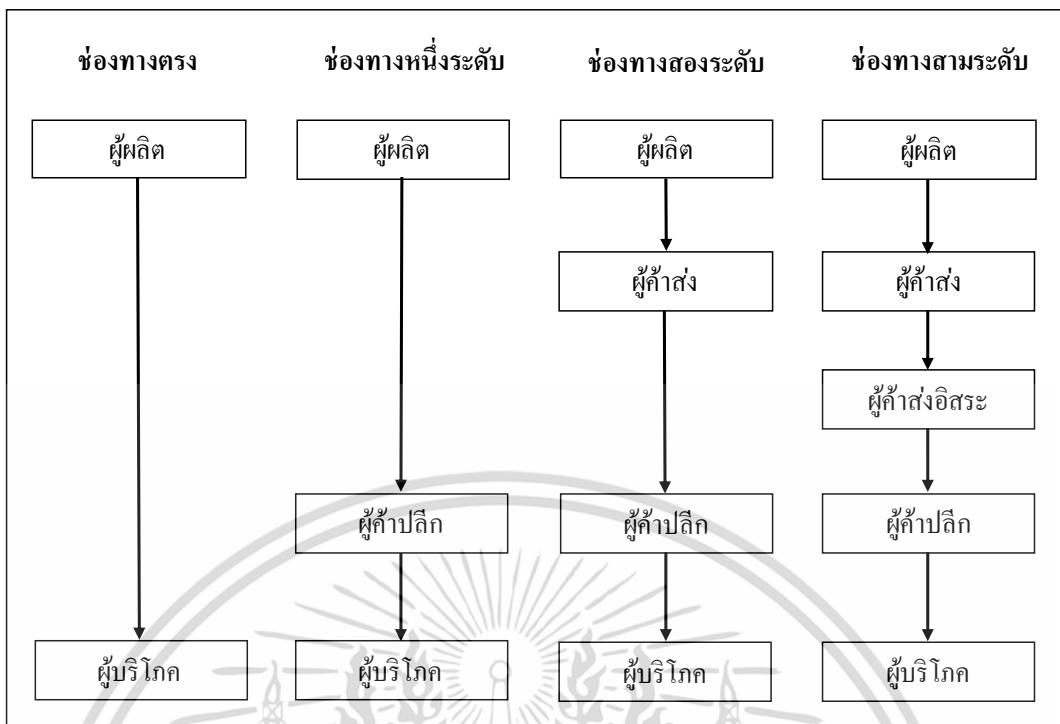 ช่องทางตรง ช่องทางหนึ่งระดับ ช่องทางสองระดับ ช่องทางสามระดับ
ผู้ผลิต ผู้ผลิต ผู้ผลิต ผู้ผลิต
ผู้ค้าส่ง ผู้ค้าส่ง
ผู้ค้าส่งอิสระ
ผู้ค้าปลีก ผู้ค้าปลีก ผู้ค้าปลีก
ผู้บริโภค ผู้บริโภค ผู้บริโภค ผู้บริโภค